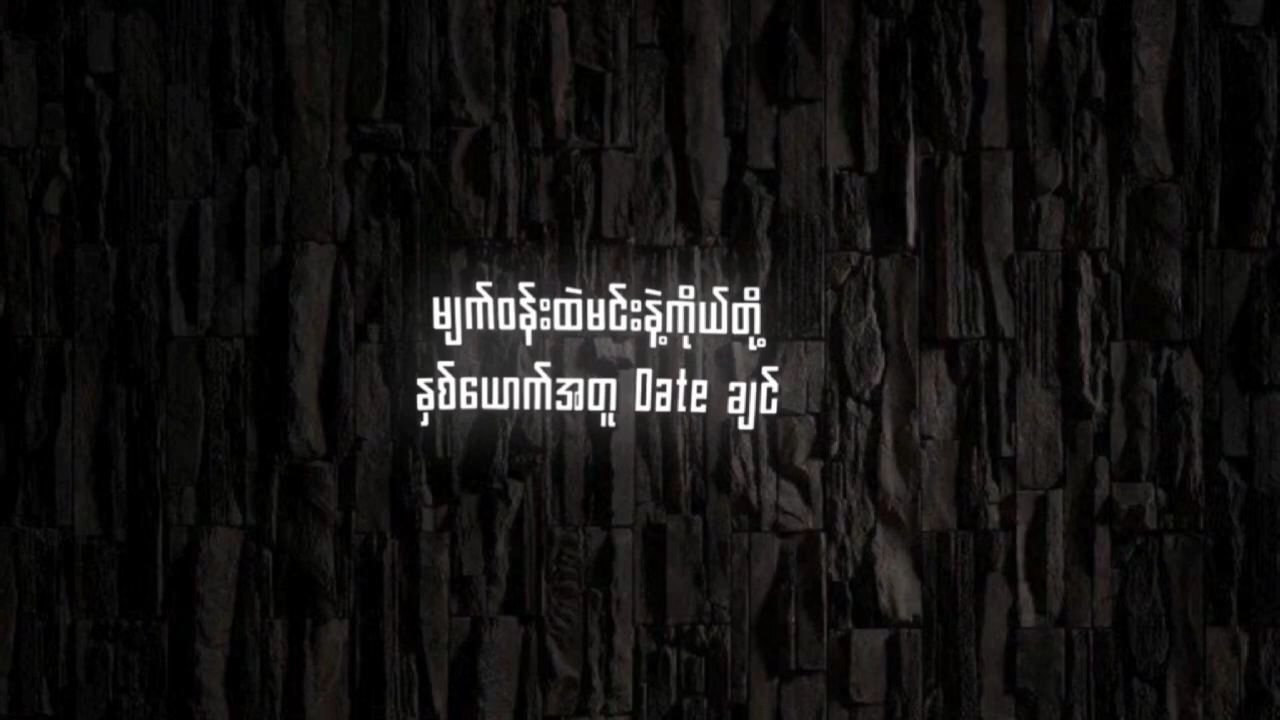 မျက်ဝန်းထဲမင်းနဲ့ကိုယ်တို့
နှစ်ယောက်အတူ Date ချင်